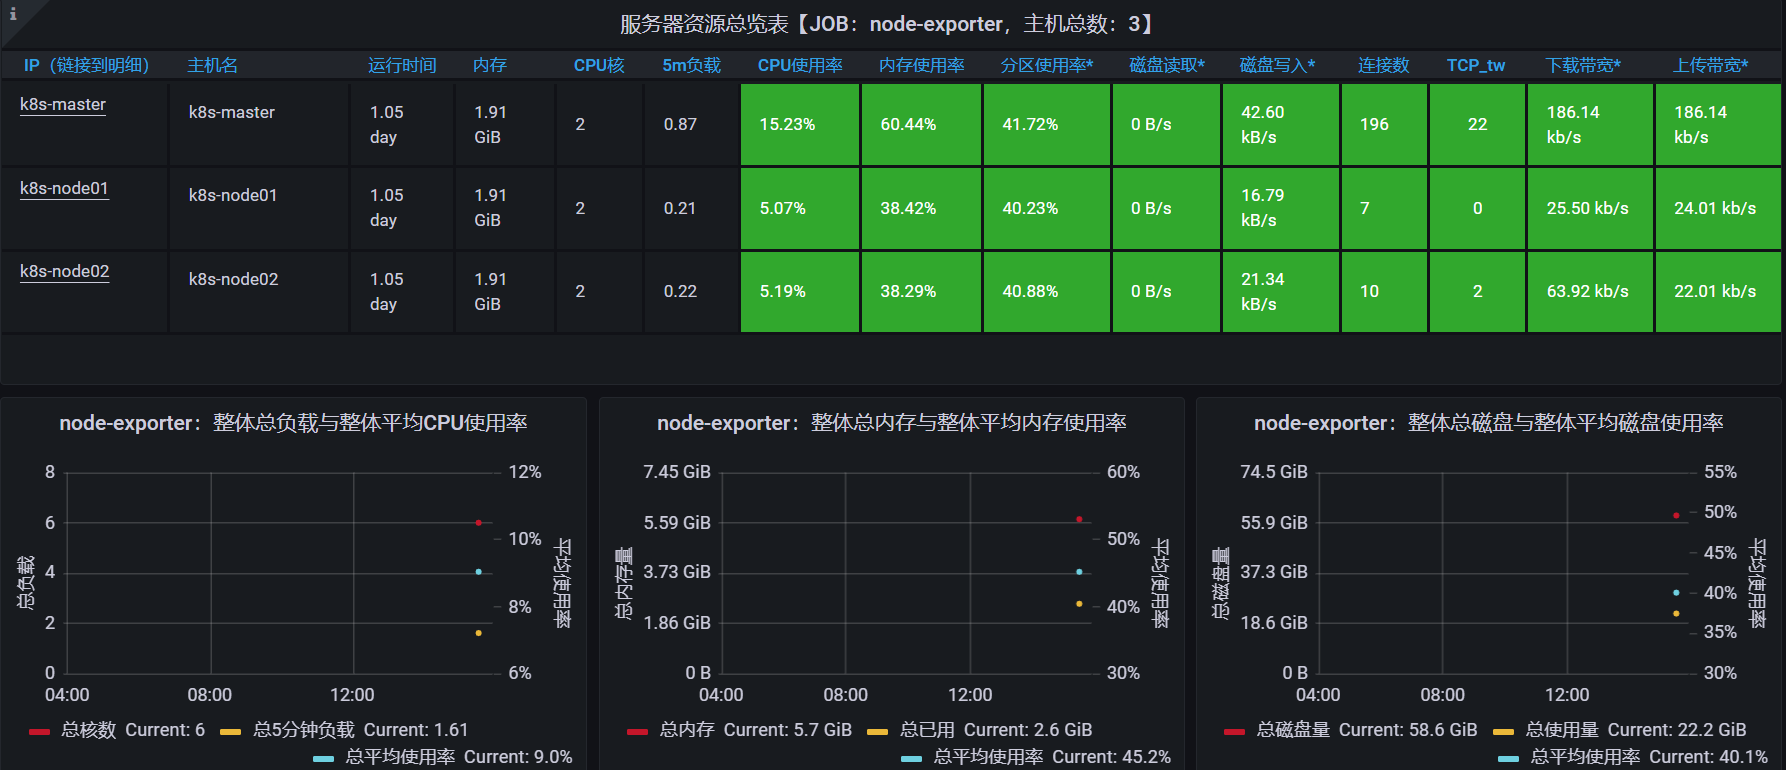 服务器资源总览表【JOB：node-exporter，主机总数：3】
IP（链接到明细） 主机名 运行时间 内存 CPU核 5m负载 CPU使用率 内存使用率 分区使用率* 磁盘读取* 磁盘写入* 连接数 TCP_tw 下载带宽* 上传带宽*
k8s-master k8s-master 1.05 day 1.91 GiB 2 0.87 15.23% 60.44% 41.72% 0 B/s 42.60 kB/s 196 22 186.14 kb/s 186.14 kb/s
k8s-node01 k8s-node01 1.05 day 1.91 GiB 2 0.21 5.07% 38.42% 40.23% 0 B/s 16.79 kB/s 7 0 25.50 kb/s 24.01 kb/s
k8s-node02 k8s-node02 1.05 day 1.91 GiB 2 0.22 5.19% 38.29% 40.88% 0 B/s 21.34 kB/s 10 2 63.92 kb/s 22.01 kb/s
node-exporter：整体总负载与整体平均CPU使用率
8
6
4
2
0
总负载
12%
10%
8%
6%
平均使用率
04:00 08:00 12:00
总核数 Current: 6 总5分钟负载 Current: 1.61
总平均使用率 Current: 9.0%
node-exporter：整体总内存与整体平均内存使用率
7.45 GiB
5.59 GiB
3.73 GiB
1.86 GiB
0 B
总内存量
60%
50%
40%
30%
平均使用率
04:00 08:00 12:00
总内存 Current: 5.7 GiB 总已用 Current: 2.6 GiB
总平均使用率 Current: 45.2%
node-exporter：整体总磁盘与整体平均磁盘使用率
74.5 GiB
55.9 GiB
37.3 GiB
18.6 GiB
0 B
总磁盘量
55%
50%
45%
40%
35%
30%
平均使用率
04:00 08:00 12:00
总磁盘量 Current: 58.6 GiB 总使用量 Current: 22.2 GiB
总平均使用率 Current: 40.1%